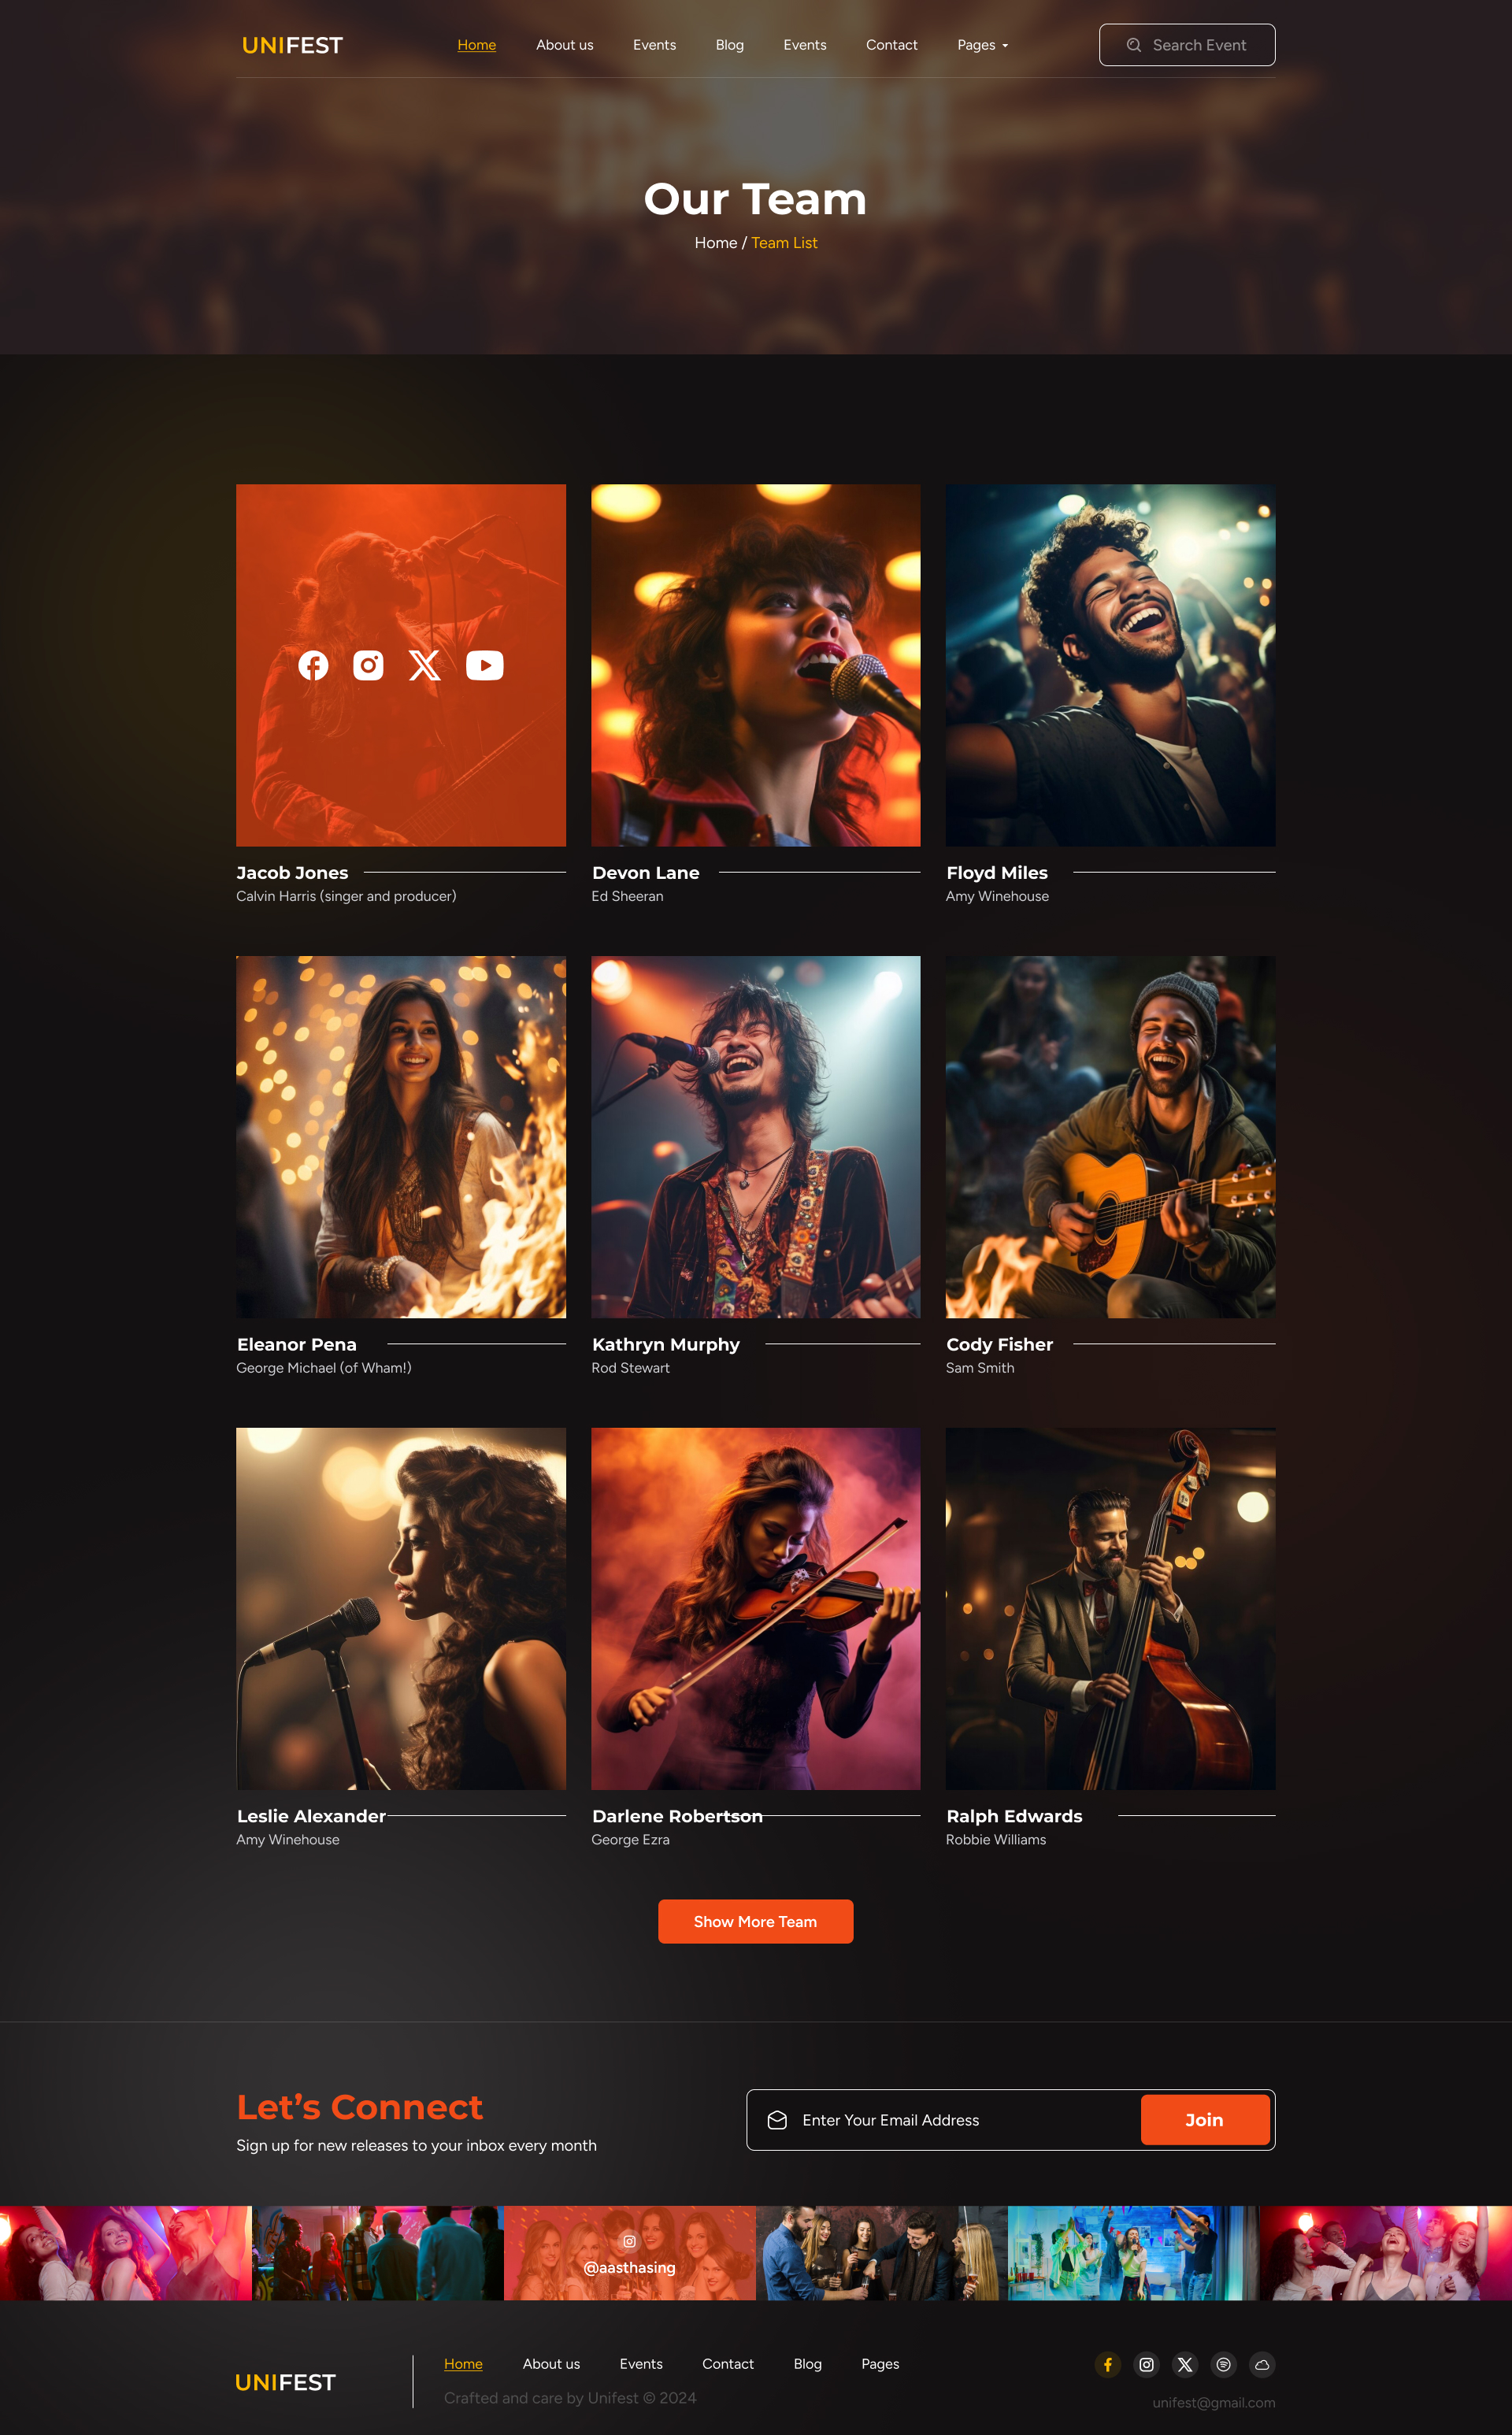 UNIFEST
Home About us Events Blog Events Contact Pages
Search Event
Our Team
Home / Team List
Jacob Jones
Calvin Harris (singer and producer)
Devon Lane
Ed Sheeran
Floyd Miles
Amy Winehouse
Eleanor Pena
George Michael (of Wham!)
Kathryn Murphy
Rod Stewart
Cody Fisher
Sam Smith
Leslie Alexander
Amy Winehouse
Darlene Robertson
George Ezra
Ralph Edwards
Robbie Williams
Show More Team
Let’s Connect
Sign up for new releases to your inbox every month
Enter Your Email Address
Join
@aasthasing
UNIFEST
Home About us Events Contact Blog Pages
Crafted and care by Unifest © 2024
unifest@gmail.com